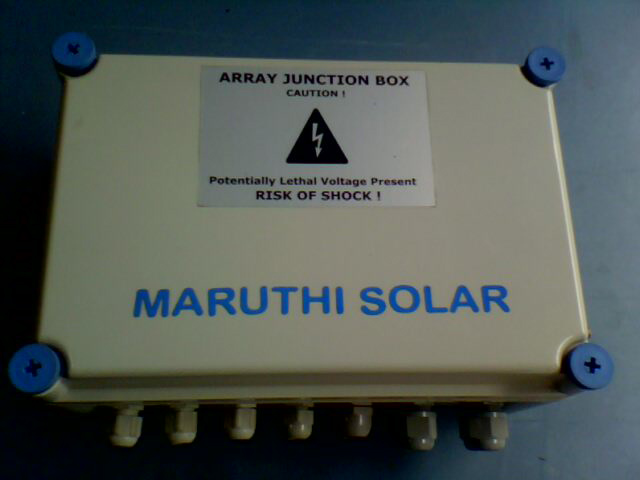 ARRAY JUNCTION BOX
CAUTION !
Potentially Lethal Voltage Present
RISK OF SHOCK !
MARUTHI SOLAR